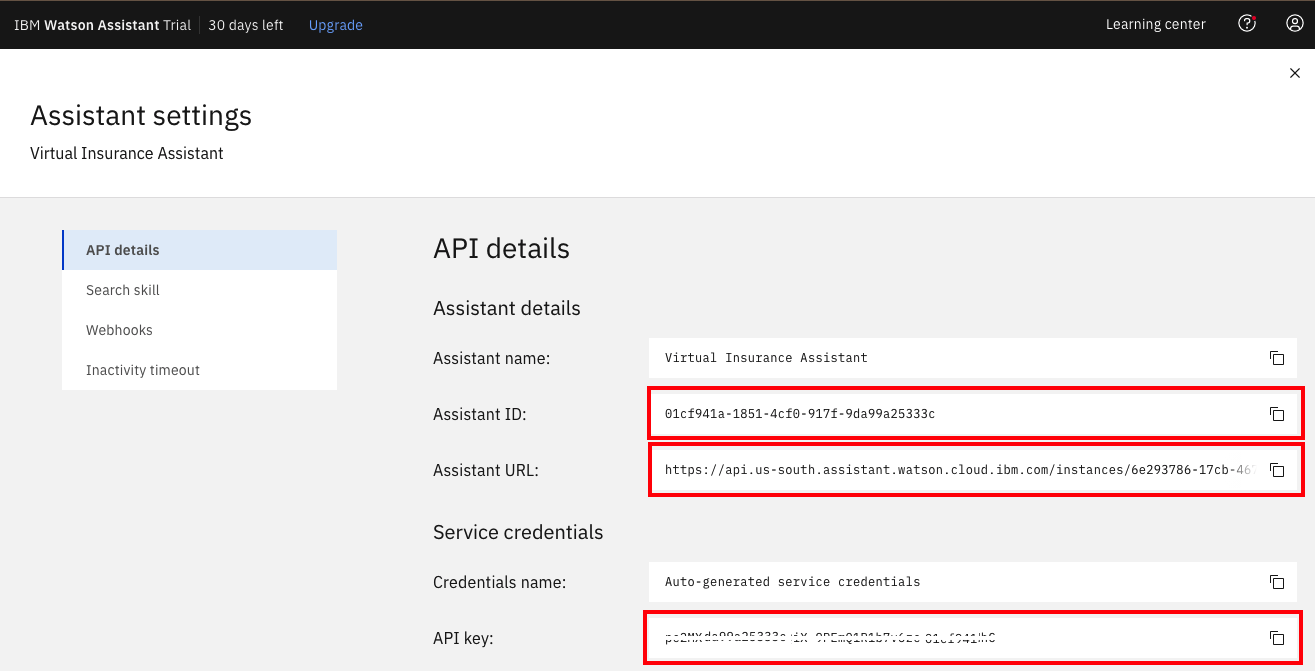 IBM Watson Assistant Trial 30 days left Upgrade Learning center
Assistant settings
Virtual Insurance Assistant
API details
Search skill
Webhooks
Inactivity timeout
API details
Assistant details
Assistant name: Virtual Insurance Assistant
Assistant ID: 01cf941a-1851-4cf0-917f-9da99a25333c
Assistant URL: https://api.us-south.assistant.watson.cloud.ibm.com/instances/6e293786-17cb-46
Service credentials
Credentials name: Auto-generated service credentials
API key: